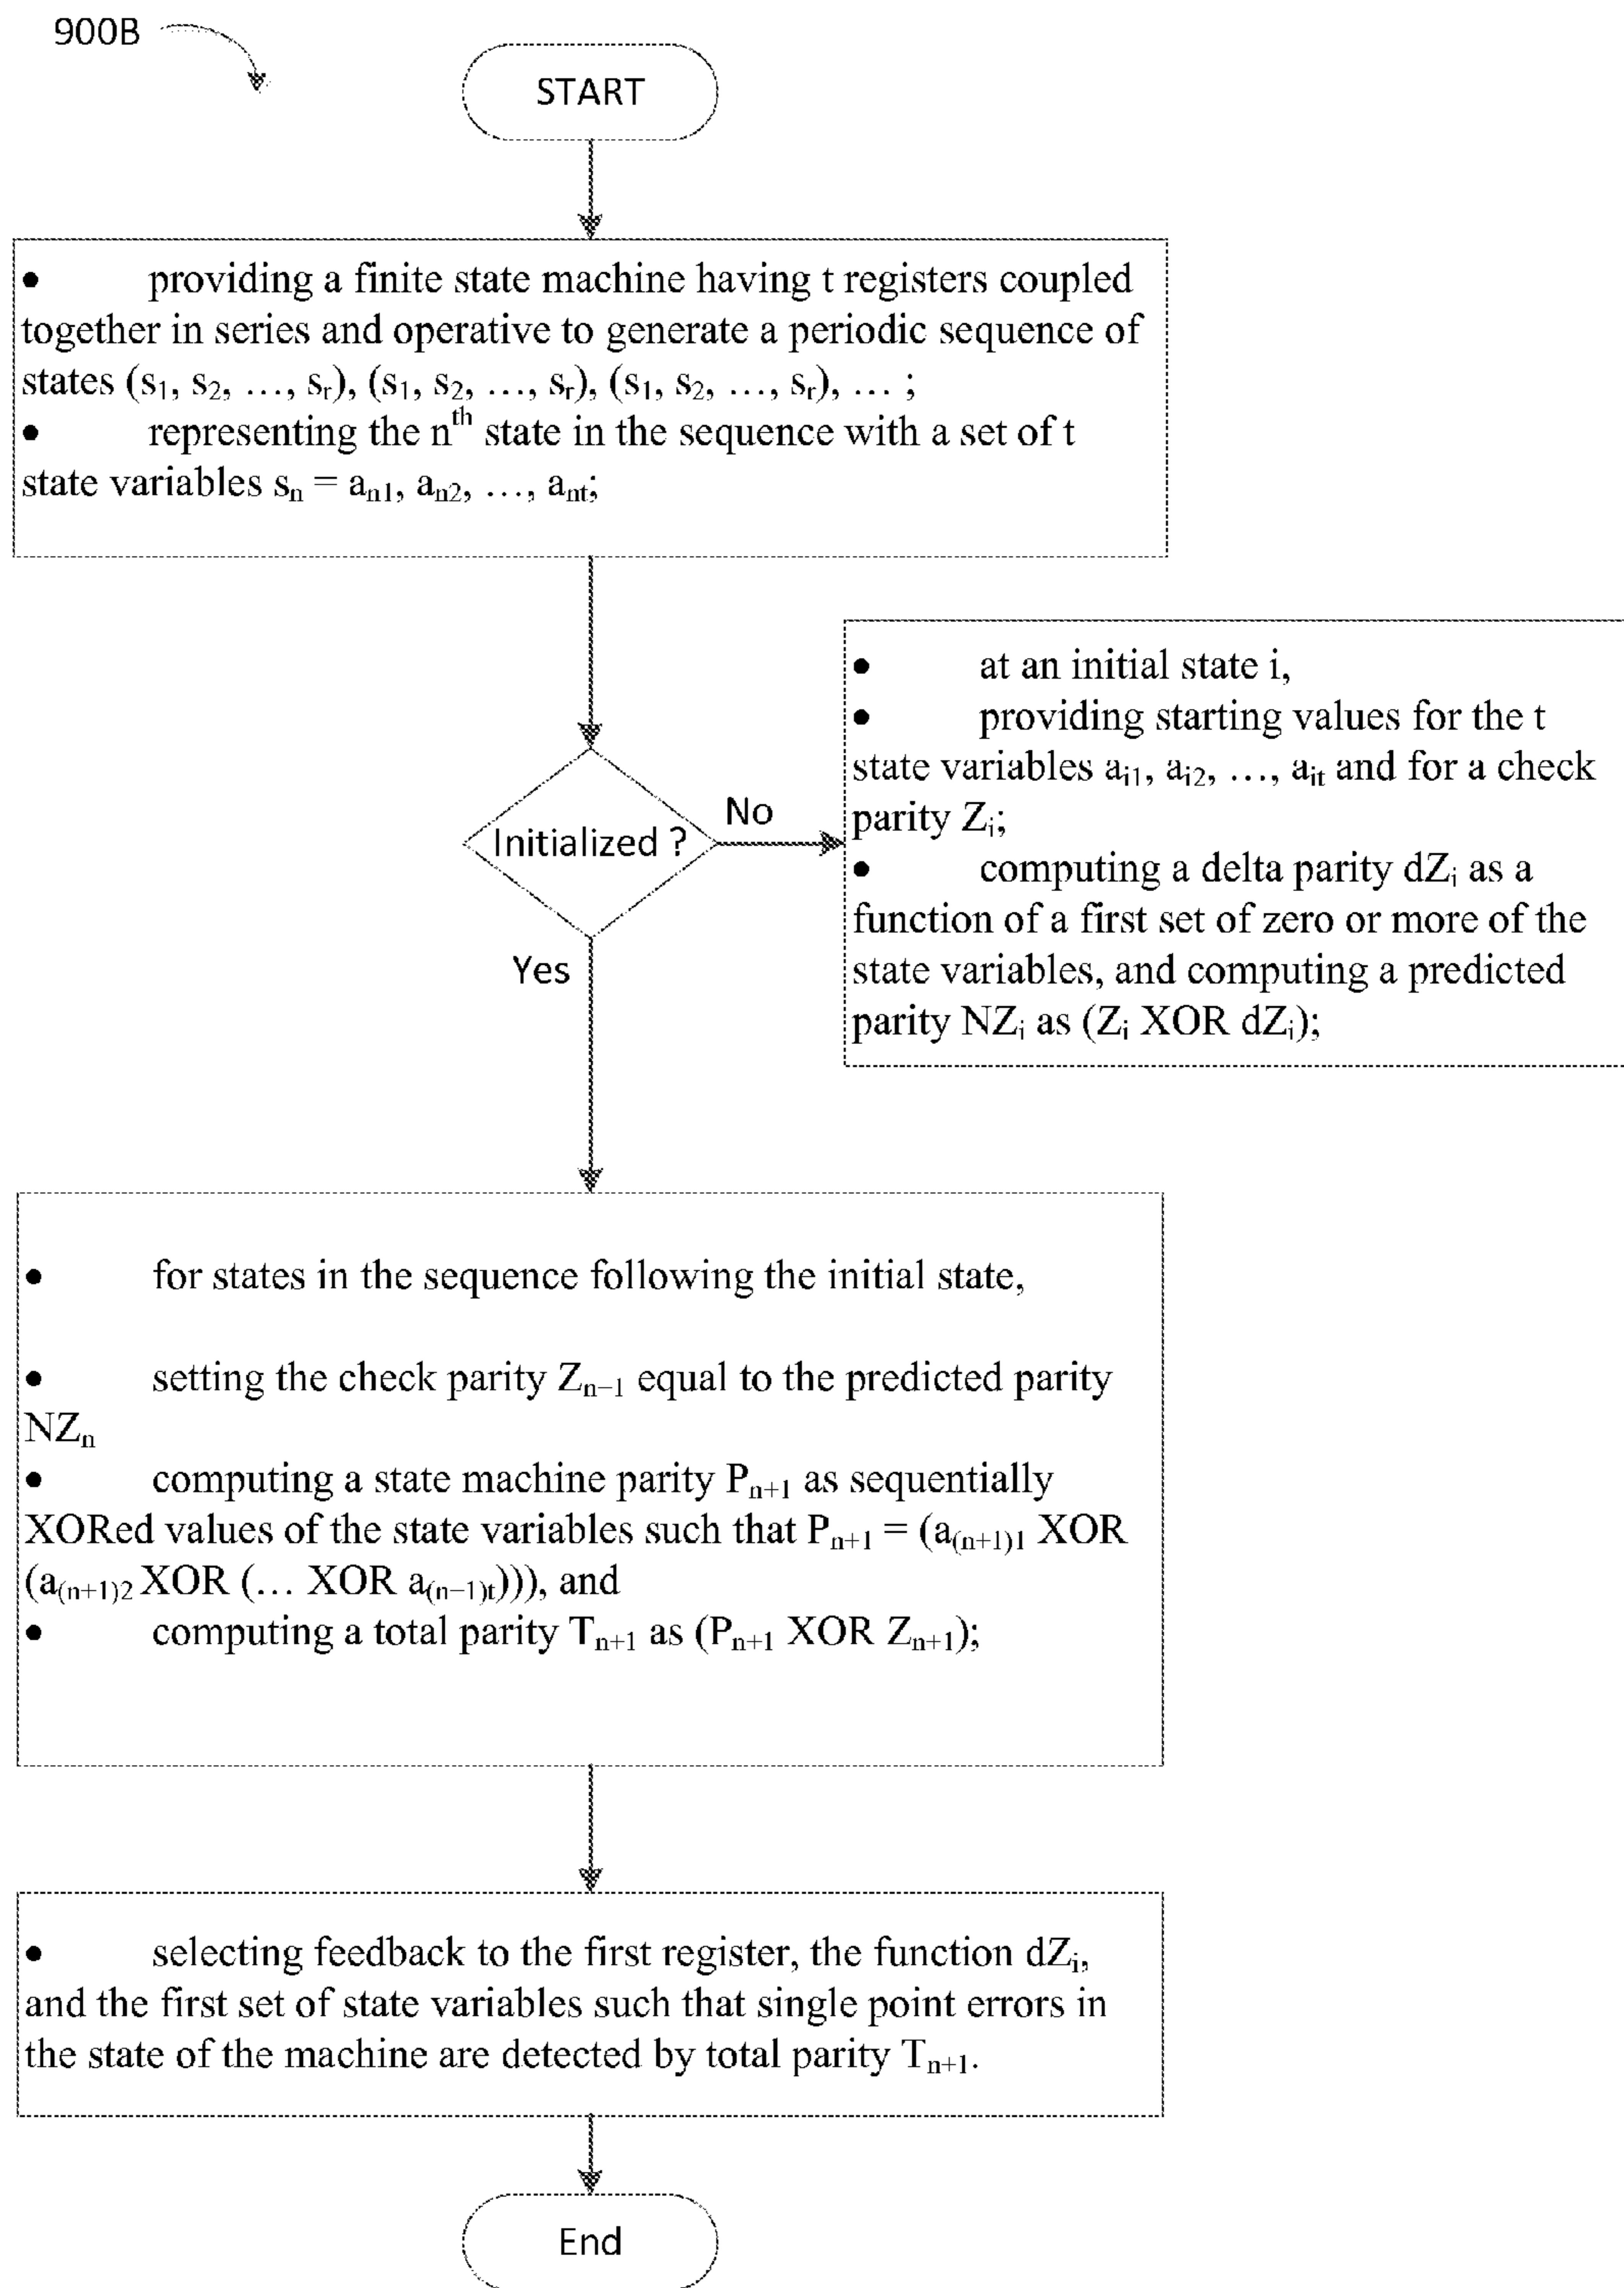 900B
START
• providing a finite state machine having t registers coupled
together in series and operative to generate a periodic sequence of
states (s₁, s₂, …, sᵣ), (s₁, s₂, …, sᵣ), (s₁, s₂, …, sᵣ), … ;
• representing the nᵗʰ state in the sequence with a set of t
state variables sₙ = aₙ₁, aₙ₂, …, aₙₜ;
Initialized ?
No
Yes
• at an initial state i,
• providing starting values for the t
state variables aᵢ₁, aᵢ₂, …, aᵢₜ and for a check
parity Zᵢ;
• computing a delta parity dZᵢ as a
function of a first set of zero or more of the
state variables, and computing a predicted
parity NZᵢ as (Zᵢ XOR dZᵢ);
• for states in the sequence following the initial state,
• setting the check parity Zₙ₋₁ equal to the predicted parity
NZₙ
• computing a state machine parity Pₙ₊₁ as sequentially
XORed values of the state variables such that Pₙ₊₁ = (a₍ₙ₊₁₎₁ XOR
(a₍ₙ₊₁₎₂ XOR (… XOR a₍ₙ₋₁₎ₜ))), and
• computing a total parity Tₙ₊₁ as (Pₙ₊₁ XOR Zₙ₊₁);
• selecting feedback to the first register, the function dZᵢ,
and the first set of state variables such that single point errors in
the state of the machine are detected by total parity Tₙ₊₁.
End